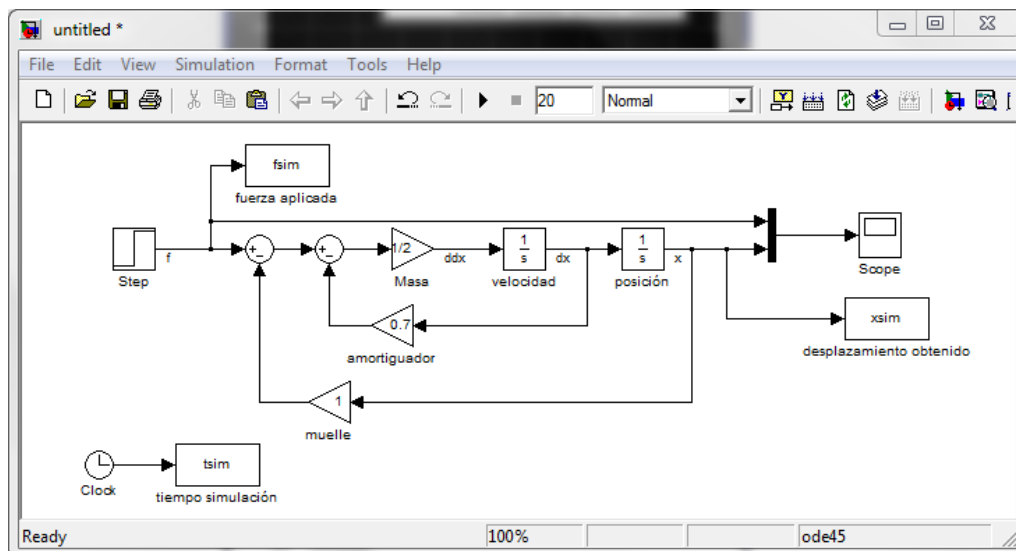 untitled *
File Edit View Simulation Format Tools Help
20 Normal
fsim
fuerza aplicada
Step
f
+
−
+
−
1/2
Masa
ddx
1
s
velocidad
dx
1
s
posición
x
Scope
0.7
amortiguador
xsim
desplazamiento obtenido
1
muelle
Clock
tsim
tiempo simulación
Ready 100% ode45